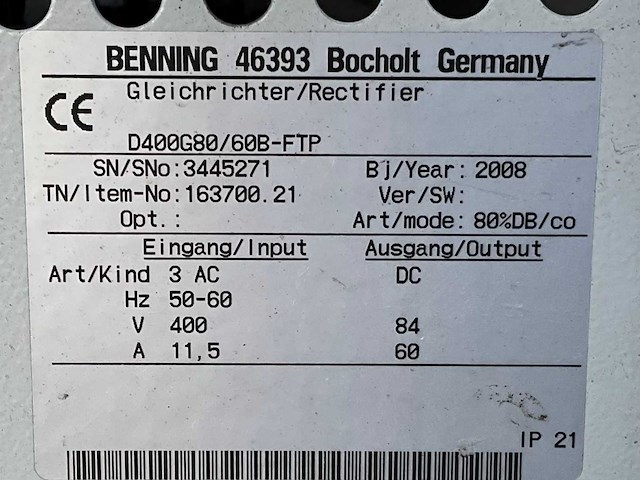 BENNING 46393 Bocholt Germany
CE Gleichrichter/Rectifier
D400G80/60B-FTP
SN/SNo:3445271 Bj/Year: 2008
TN/Item-No:163700.21 Ver/SW:
Opt.: Art/mode: 80%DB/co
Eingang/Input Ausgang/Output
Art/Kind 3 AC DC
Hz 50-60
V 400 84
A 11,5 60
IP 21